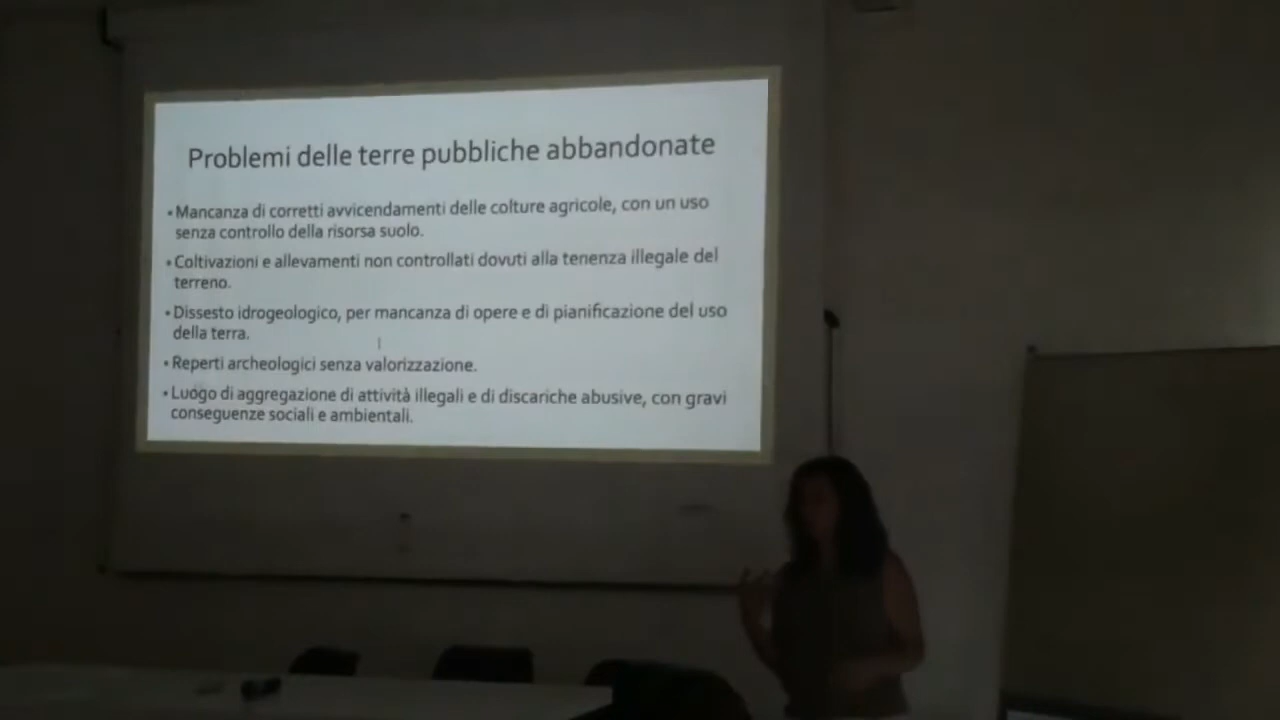 Problemi delle terre pubbliche abbandonate
• Mancanza di corretti avvicendamenti delle colture agricole, con un uso
senza controllo della risorsa suolo.
• Coltivazioni e allevamenti non controllati dovuti alla tenenza illegale del
terreno.
• Dissesto idrogeologico, per mancanza di opere e di pianificazione del uso
della terra.
• Reperti archeologici senza valorizzazione.
• Luogo di aggregazione di attività illegali e di discariche abusive, con gravi
conseguenze sociali e ambientali.